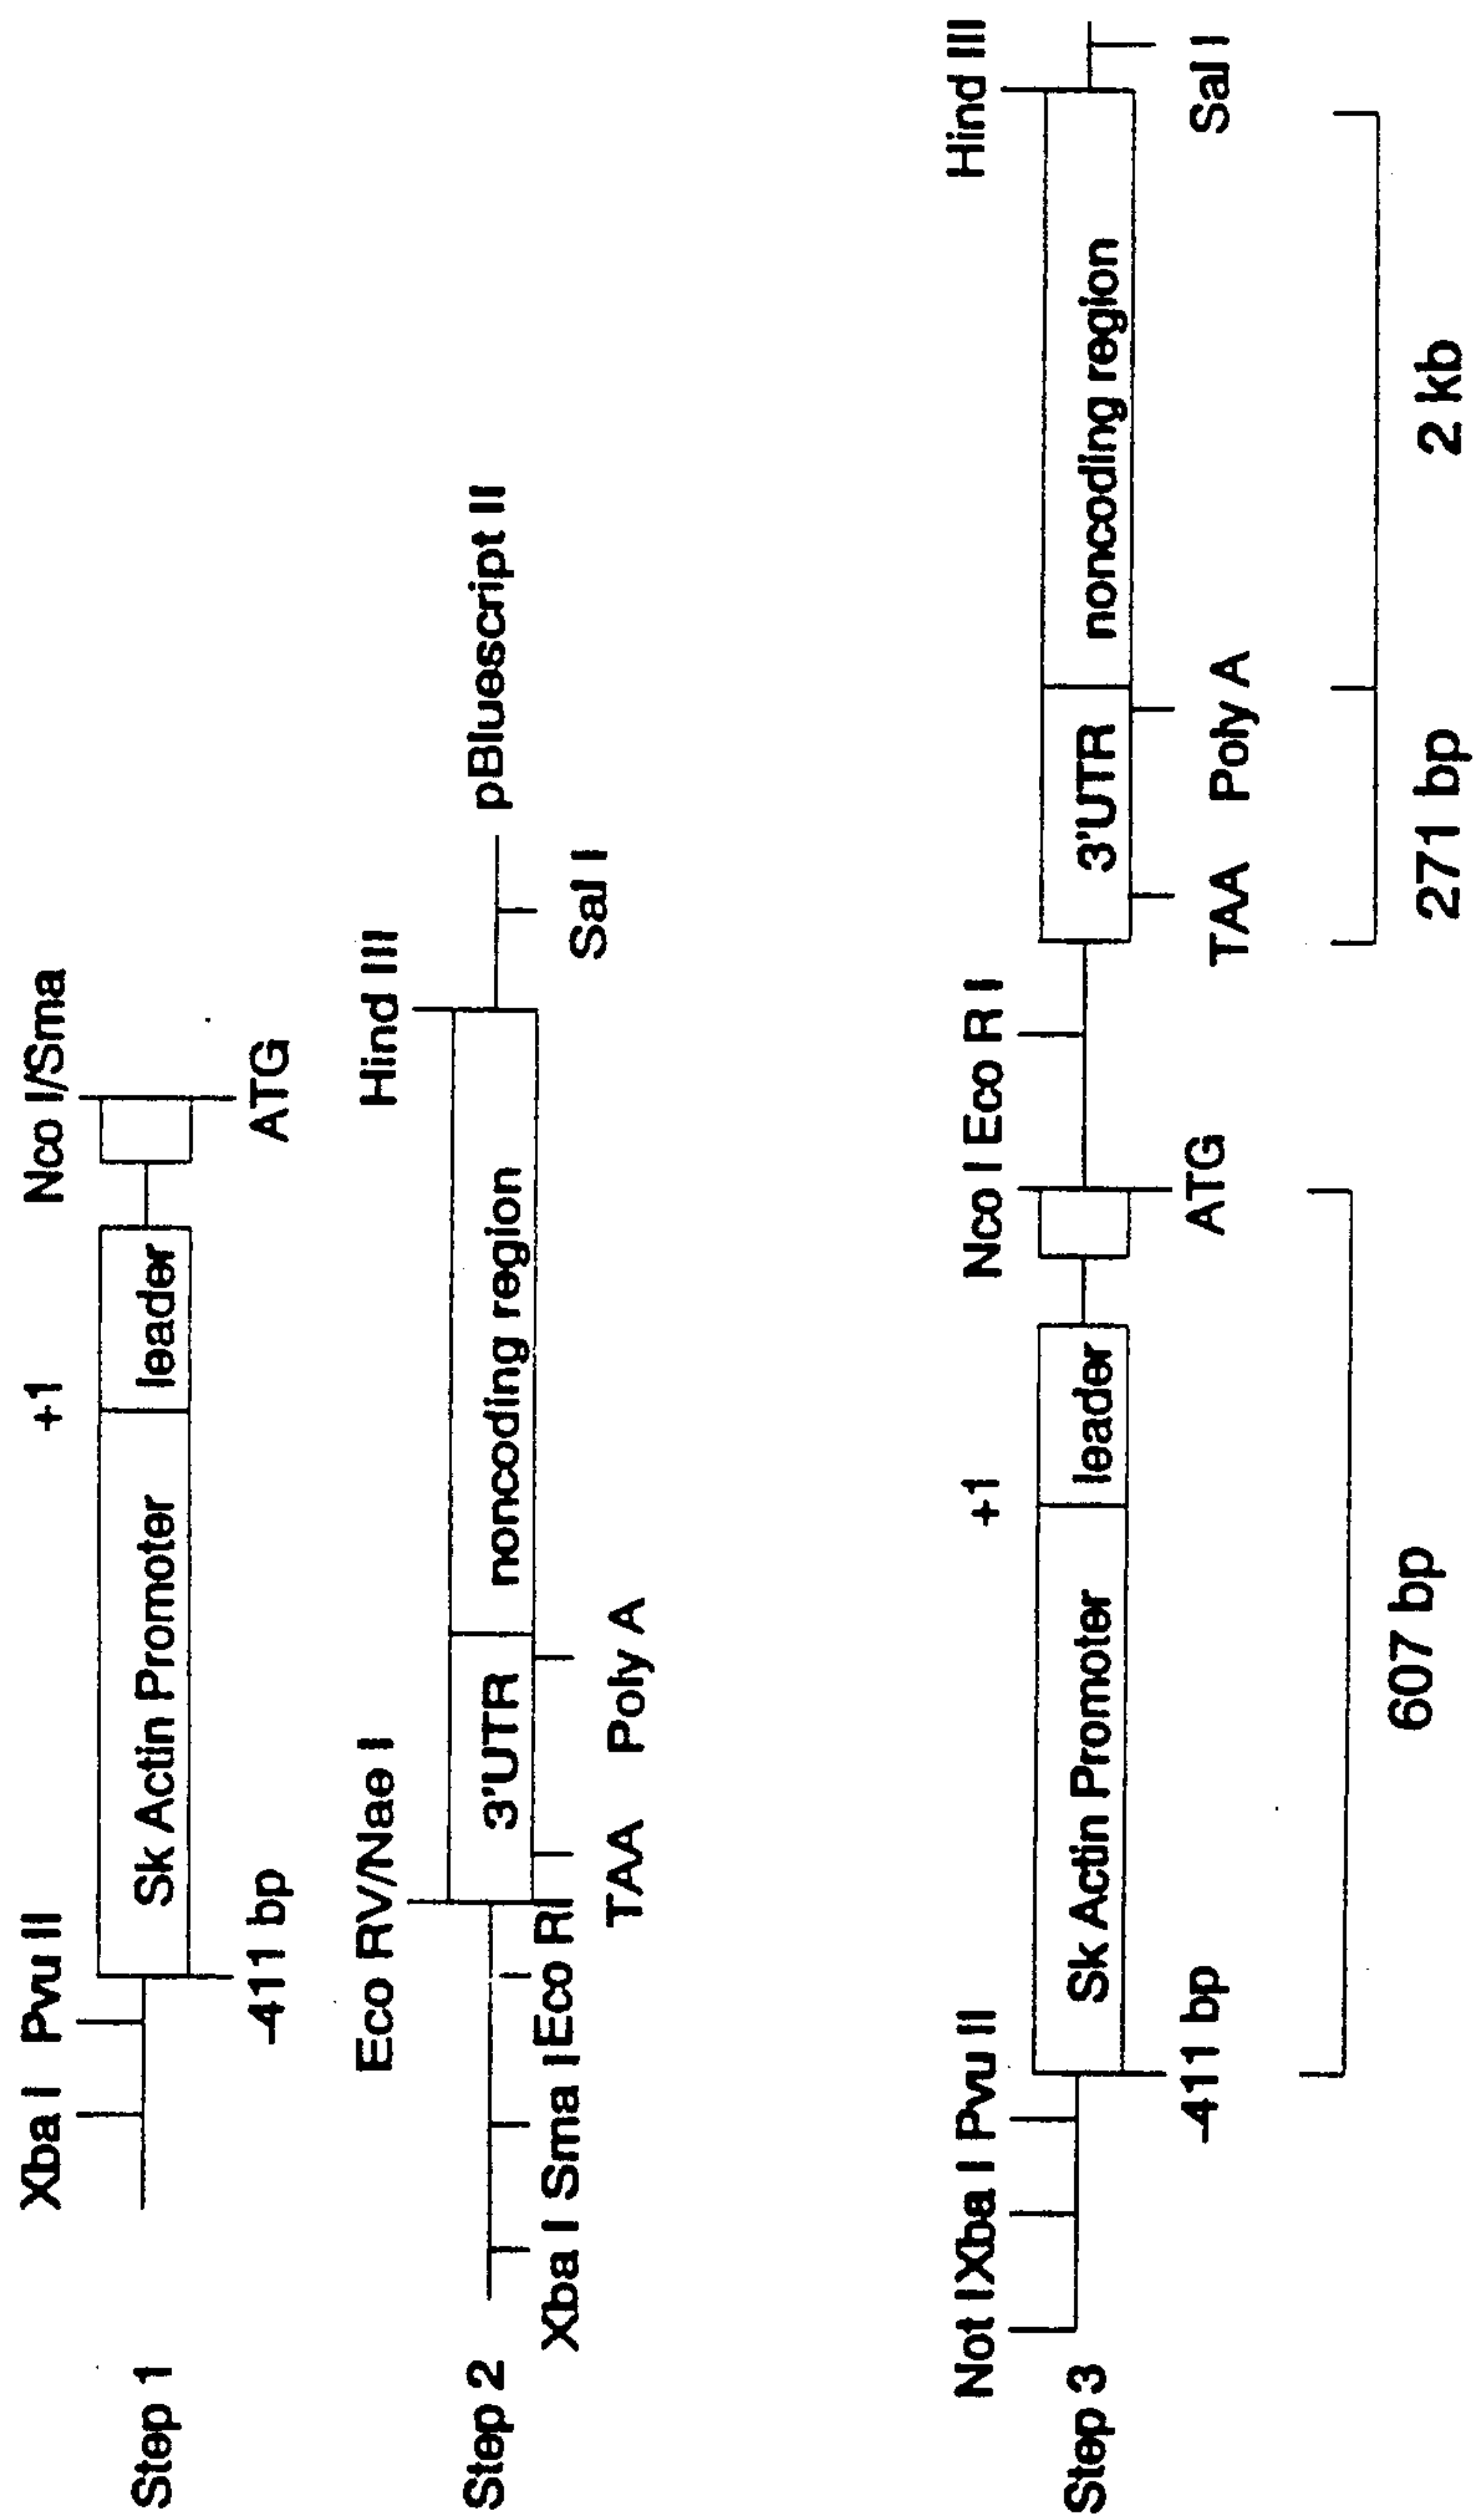 Xba I Pvu II +1 Nco I/Sma
Step 1
Sk Actin Promoter leader
-411 bp ATG
Eco RV/Nae I Hind III
Step 2
3'UTR noncoding region pBluescript II
Xba I Sma I Eco RI
TAA Poly A Sal I
Not I Xba I Pvu II +1 Nco I Eco R I Hind III
Step 3
Sk Actin Promoter leader 3'UTR noncoding region
-411 bp ATG TAA Poly A Sal I
607 bp 271 bp 2 kb